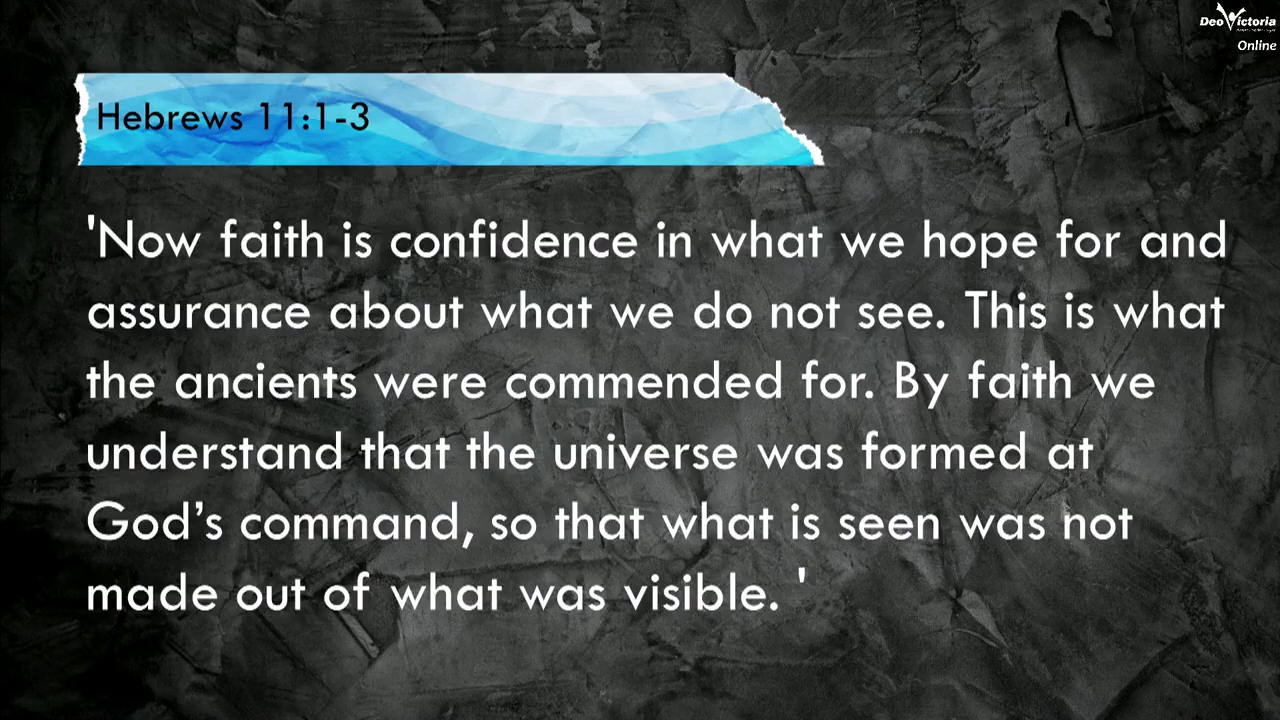 DeoVictoria
Online
Hebrews 11:1-3
'Now faith is confidence in what we hope for and
assurance about what we do not see. This is what
the ancients were commended for. By faith we
understand that the universe was formed at
God’s command, so that what is seen was not
made out of what was visible. '